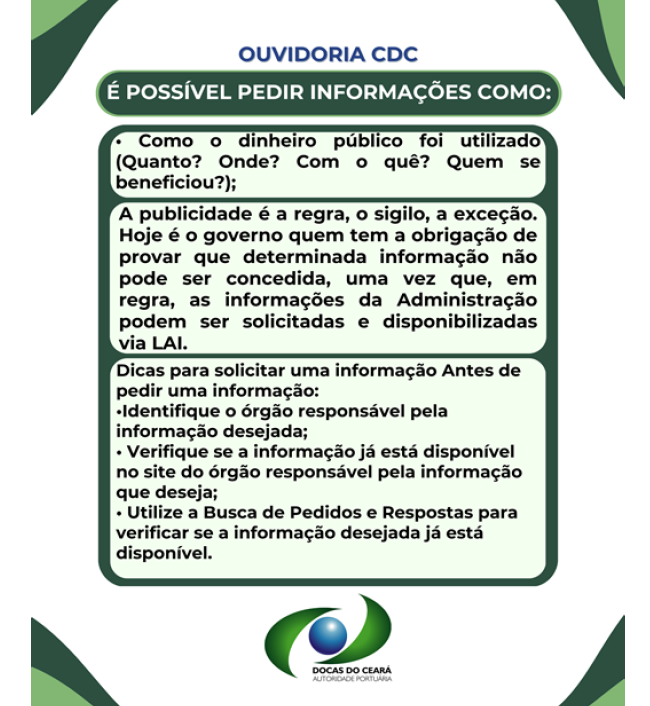 OUVIDORIA CDC
É POSSÍVEL PEDIR INFORMAÇÕES COMO:
• Como o dinheiro público foi utilizado
(Quanto? Onde? Com o quê? Quem se
beneficiou?);
A publicidade é a regra, o sigilo, a exceção.
Hoje é o governo quem tem a obrigação de
provar que determinada informação não
pode ser concedida, uma vez que, em
regra, as informações da Administração
podem ser solicitadas e disponibilizadas
via LAI.
Dicas para solicitar uma informação Antes de
pedir uma informação:
•Identifique o órgão responsável pela
informação desejada;
• Verifique se a informação já está disponível
no site do órgão responsável pela informação
que deseja;
• Utilize a Busca de Pedidos e Respostas para
verificar se a informação desejada já está
disponível.
DOCAS DO CEARÁ
AUTORIDADE PORTUÁRIA